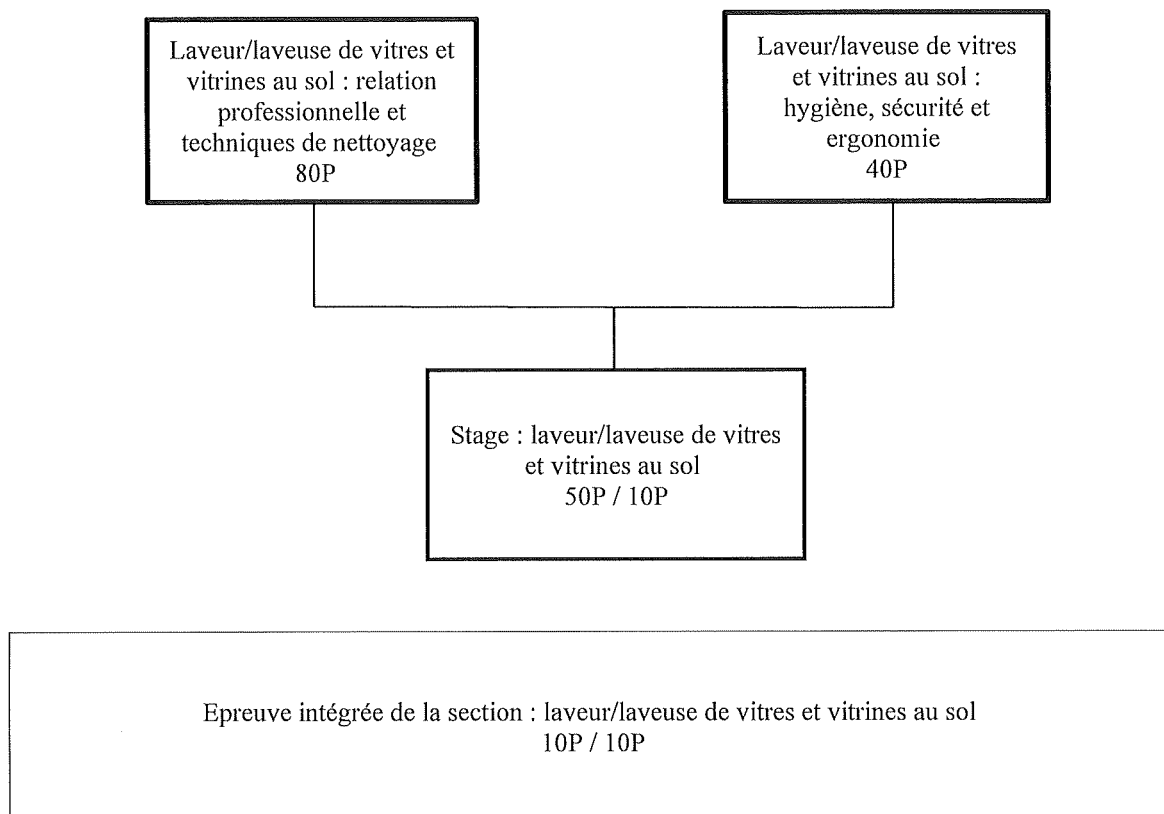 Laveur/laveuse de vitres et
vitrines au sol : relation
professionnelle et
techniques de nettoyage
80P
Laveur/laveuse de vitres
et vitrines au sol :
hygiène, sécurité et
ergonomie
40P
Stage : laveur/laveuse de vitres
et vitrines au sol
50P / 10P
Epreuve intégrée de la section : laveur/laveuse de vitres et vitrines au sol
10P / 10P